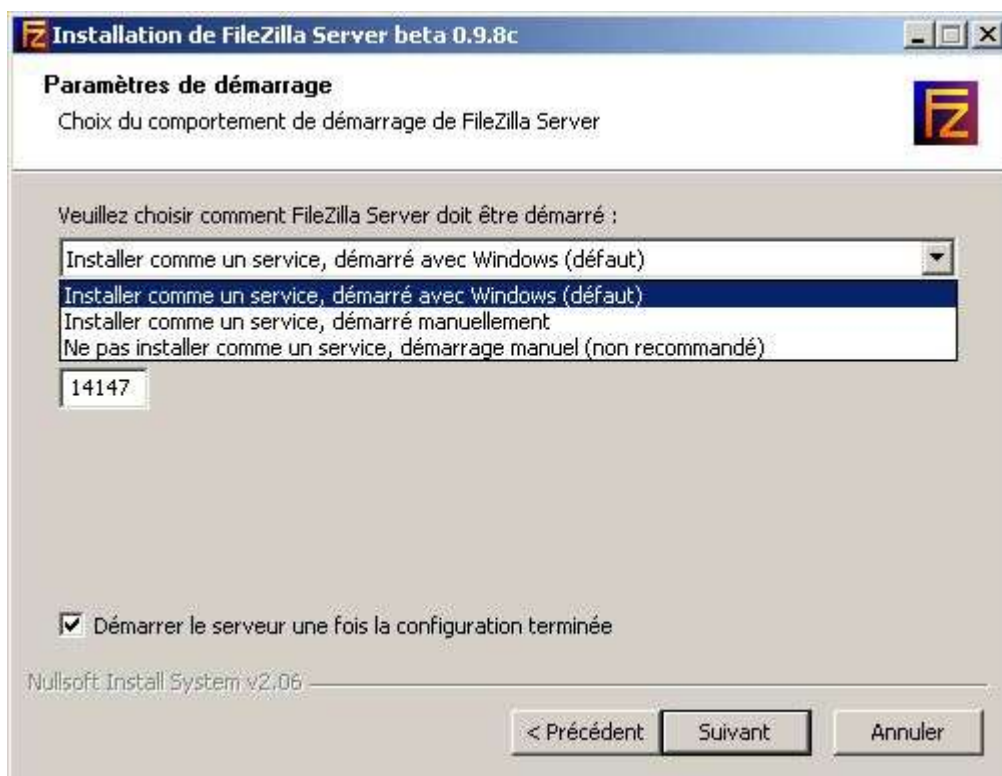 Installation de FileZilla Server beta 0.9.8c
Paramètres de démarrage
Choix du comportement de démarrage de FileZilla Server
Veuillez choisir comment FileZilla Server doit être démarré :
Installer comme un service, démarré avec Windows (défaut)
Installer comme un service, démarré avec Windows (défaut)
Installer comme un service, démarré manuellement
Ne pas installer comme un service, démarrage manuel (non recommandé)
14147
Démarrer le serveur une fois la configuration terminée
Nullsoft Install System v2.06
< Précédent Suivant Annuler